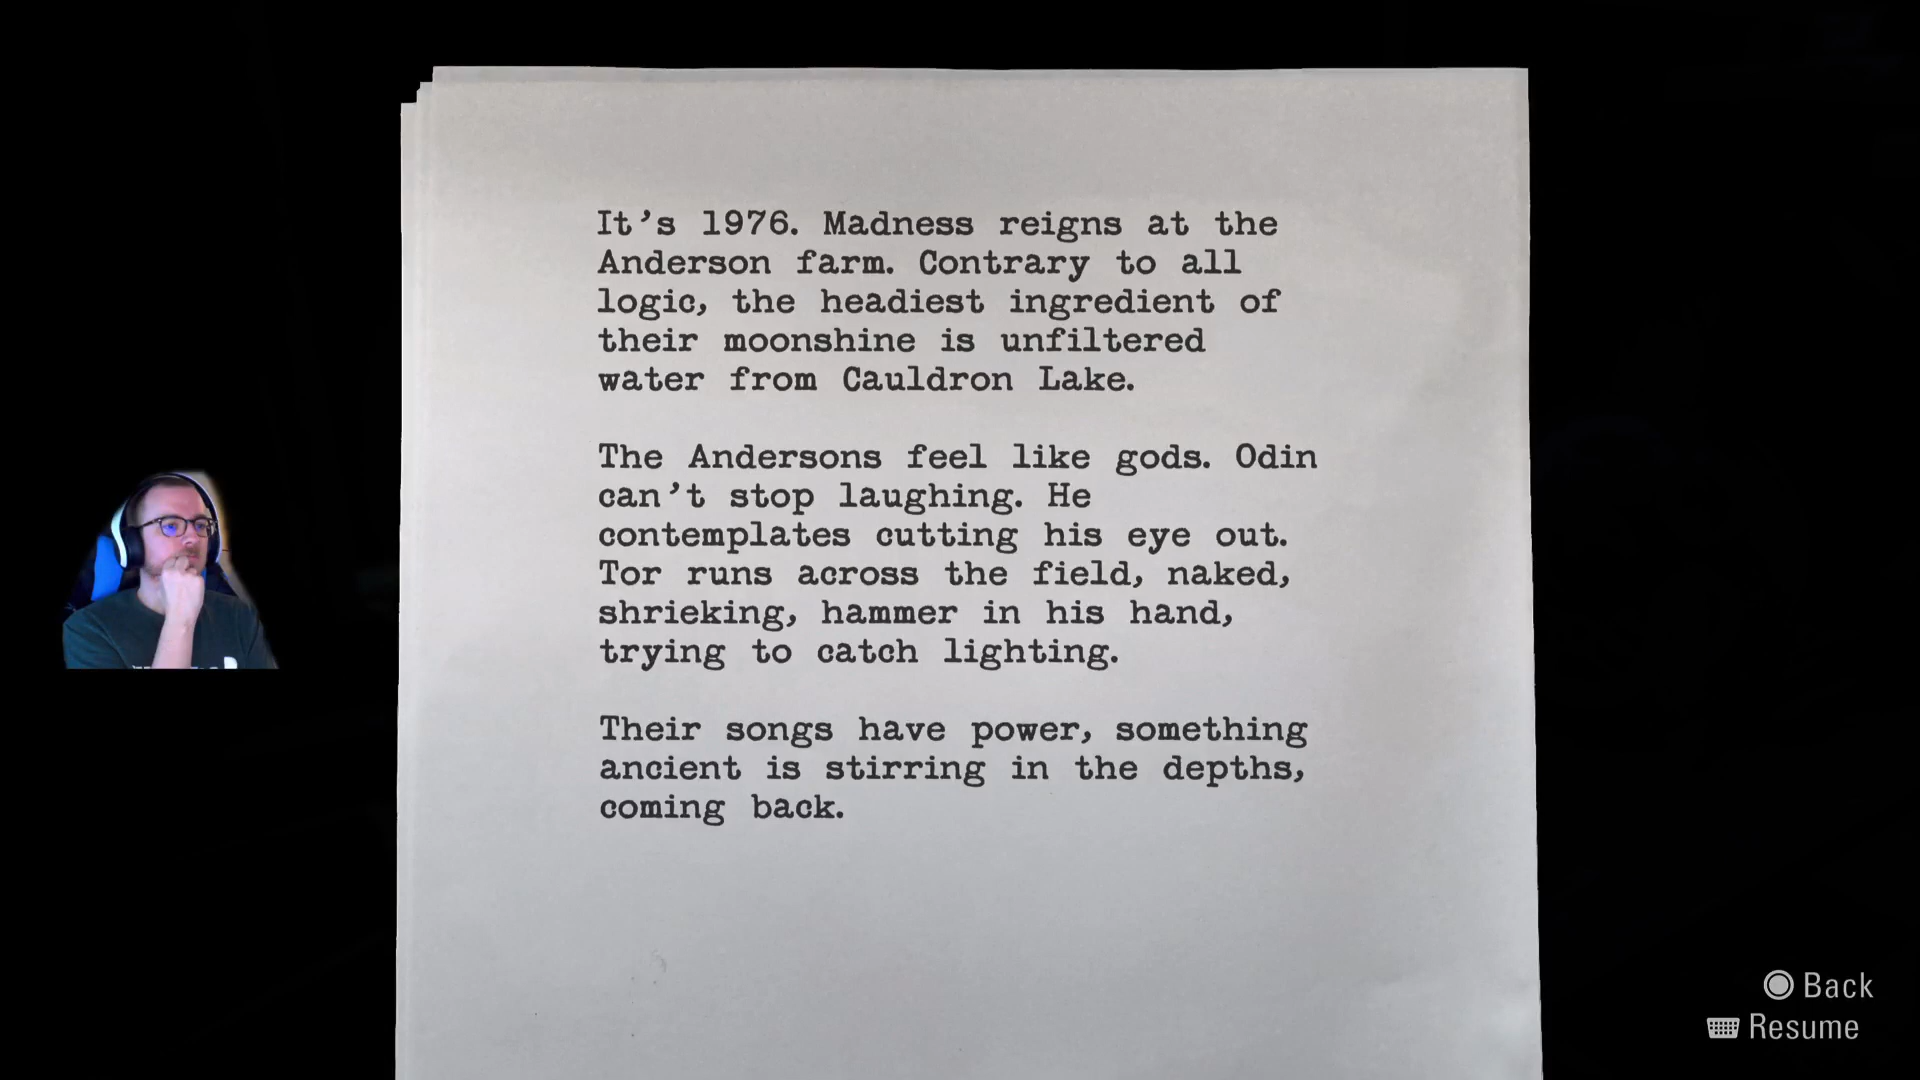 It’s 1976. Madness reigns at the
Anderson farm. Contrary to all
logic, the headiest ingredient of
their moonshine is unfiltered
water from Cauldron Lake.
The Andersons feel like gods. Odin
can’t stop laughing. He
contemplates cutting his eye out.
Tor runs across the field, naked,
shrieking, hammer in his hand,
trying to catch lighting.
Their songs have power, something
ancient is stirring in the depths,
coming back.
Back
Resume